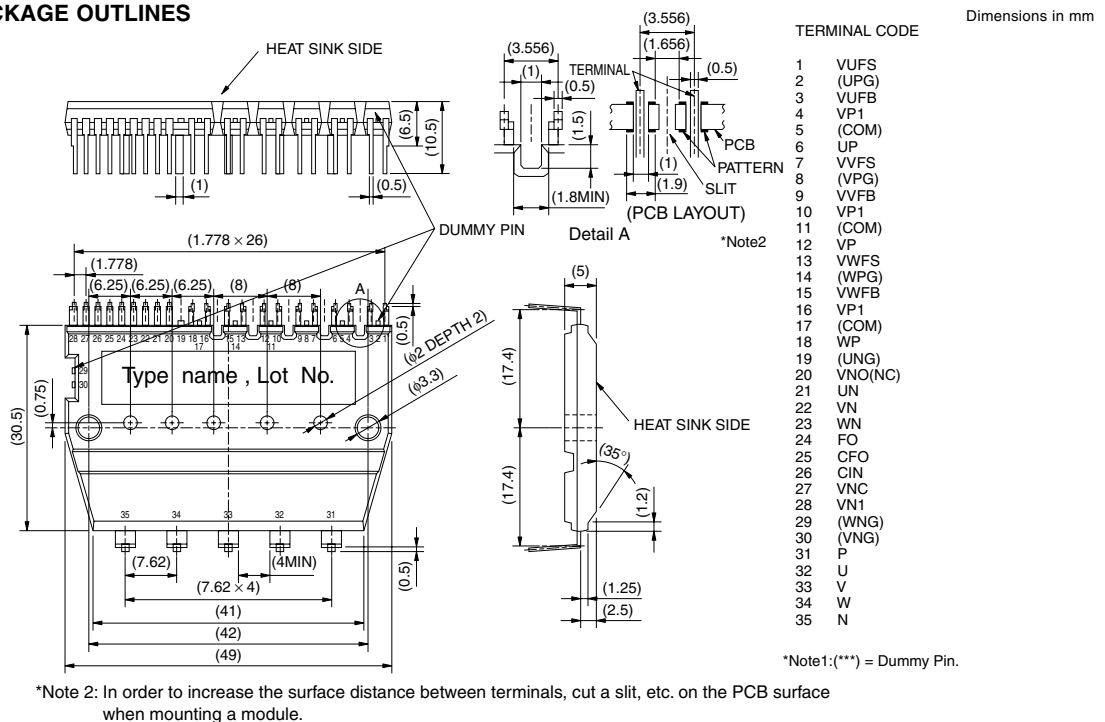 CKAGE OUTLINES
Dimensions in mm
HEAT SINK SIDE
(6.5)
(10.5)
(1)
(0.5)
DUMMY PIN
(3.556)
(1)
(0.5)
(1.5)
(1.8MIN)
Detail A
(3.556)
(1.656)
TERMINAL
(0.5)
PCB
PATTERN
(1)
SLIT
(1.9)
(PCB LAYOUT)
*Note2
(1.778 × 26)
(1.778)
(6.25) (6.25) (6.25) (8) (8)
A
(0.5)
28 27 26 25 24 23 22 21 20 19 18 16 15 13 12 10 9 8 7 6 5 4 3 2 1
17 14 11
29
30
Type name , Lot No.
(φ2 DEPTH 2)
(φ3.3)
(0.75)
(30.5)
35 34 33 32 31
(7.62)
(4MIN)
(0.5)
(7.62 × 4)
(41)
(42)
(49)
(5)
(17.4)
(17.4)
HEAT SINK SIDE
(35°)
(1.2)
(1.25)
(2.5)
TERMINAL CODE
1 VUFS
2 (UPG)
3 VUFB
4 VP1
5 (COM)
6 UP
7 VVFS
8 (VPG)
9 VVFB
10 VP1
11 (COM)
12 VP
13 VWFS
14 (WPG)
15 VWFB
16 VP1
17 (COM)
18 WP
19 (UNG)
20 VNO(NC)
21 UN
22 VN
23 WN
24 FO
25 CFO
26 CIN
27 VNC
28 VN1
29 (WNG)
30 (VNG)
31 P
32 U
33 V
34 W
35 N
*Note1:(***) = Dummy Pin.
*Note 2: In order to increase the surface distance between terminals, cut a slit, etc. on the PCB surface
when mounting a module.